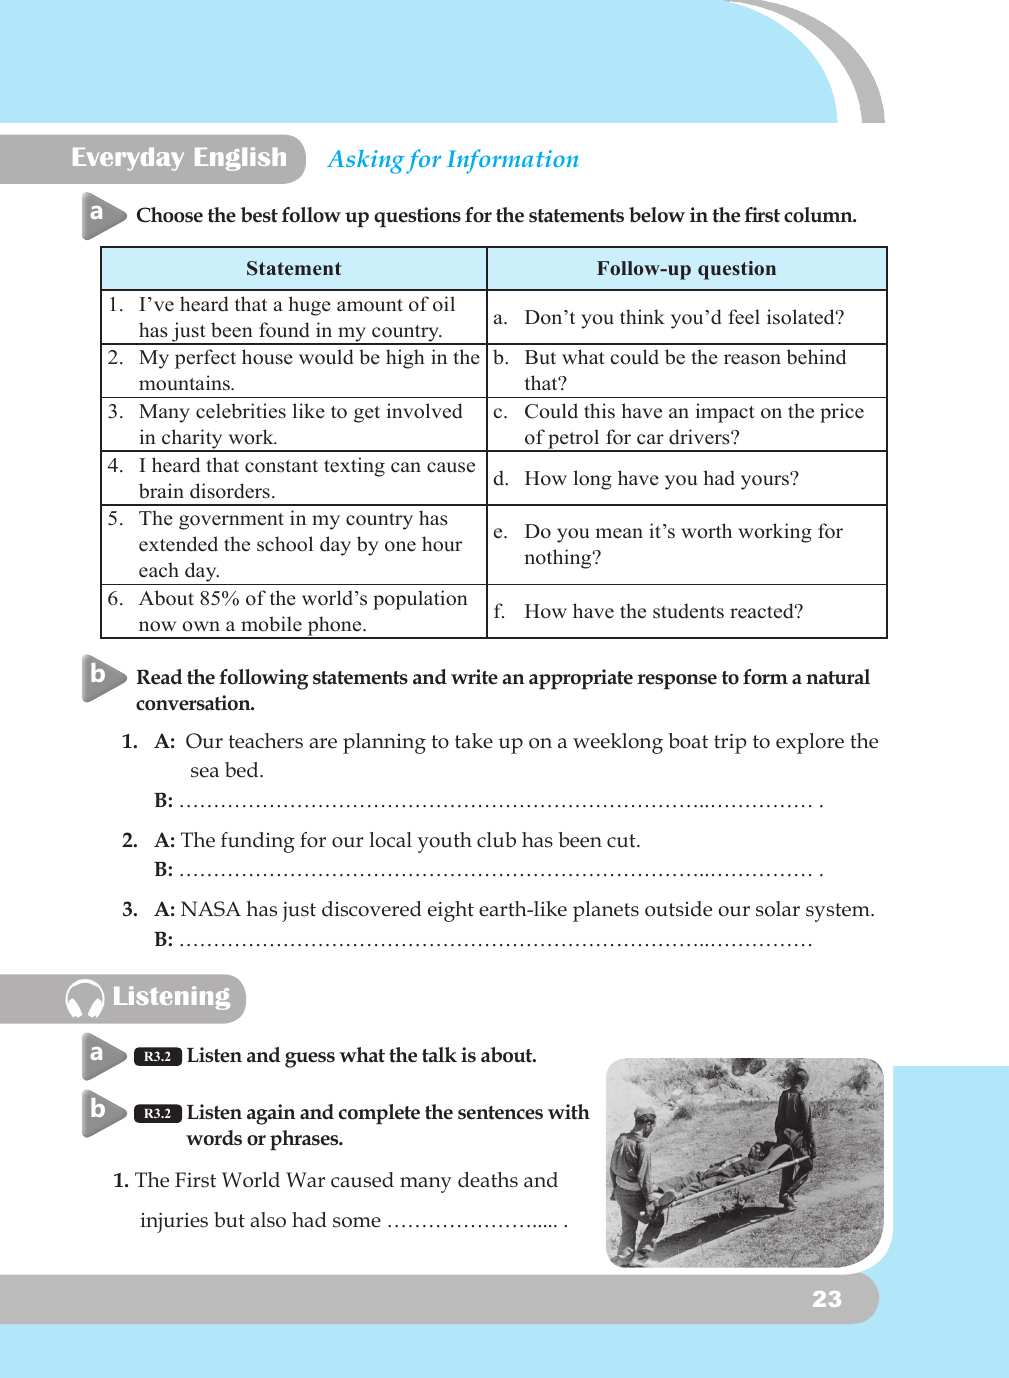 Everyday English
Asking for Information
a
Choose the best follow up questions for the statements below in the first column.
Statement
Follow-up question
1. I’ve heard that a huge amount of oil
has just been found in my country.
a. Don’t you think you’d feel isolated?
2. My perfect house would be high in the
mountains.
b. But what could be the reason behind
that?
3. Many celebrities like to get involved
in charity work.
c. Could this have an impact on the price
of petrol for car drivers?
4. I heard that constant texting can cause
brain disorders.
d. How long have you had yours?
5. The government in my country has
extended the school day by one hour
each day.
e. Do you mean it’s worth working for
nothing?
6. About 85% of the world’s population
now own a mobile phone.
f. How have the students reacted?
b
Read the following statements and write an appropriate response to form a natural
conversation.
1. A: Our teachers are planning to take up on a weeklong boat trip to explore the
sea bed.
B: …………………………………………………………………..…………… .
2. A: The funding for our local youth club has been cut.
B: …………………………………………………………………..…………… .
3. A: NASA has just discovered eight earth-like planets outside our solar system.
B: …………………………………………………………………..……………
Listening
a
R3.2 Listen and guess what the talk is about.
b
R3.2 Listen again and complete the sentences with
words or phrases.
1. The First World War caused many deaths and
injuries but also had some …………………..... .
23